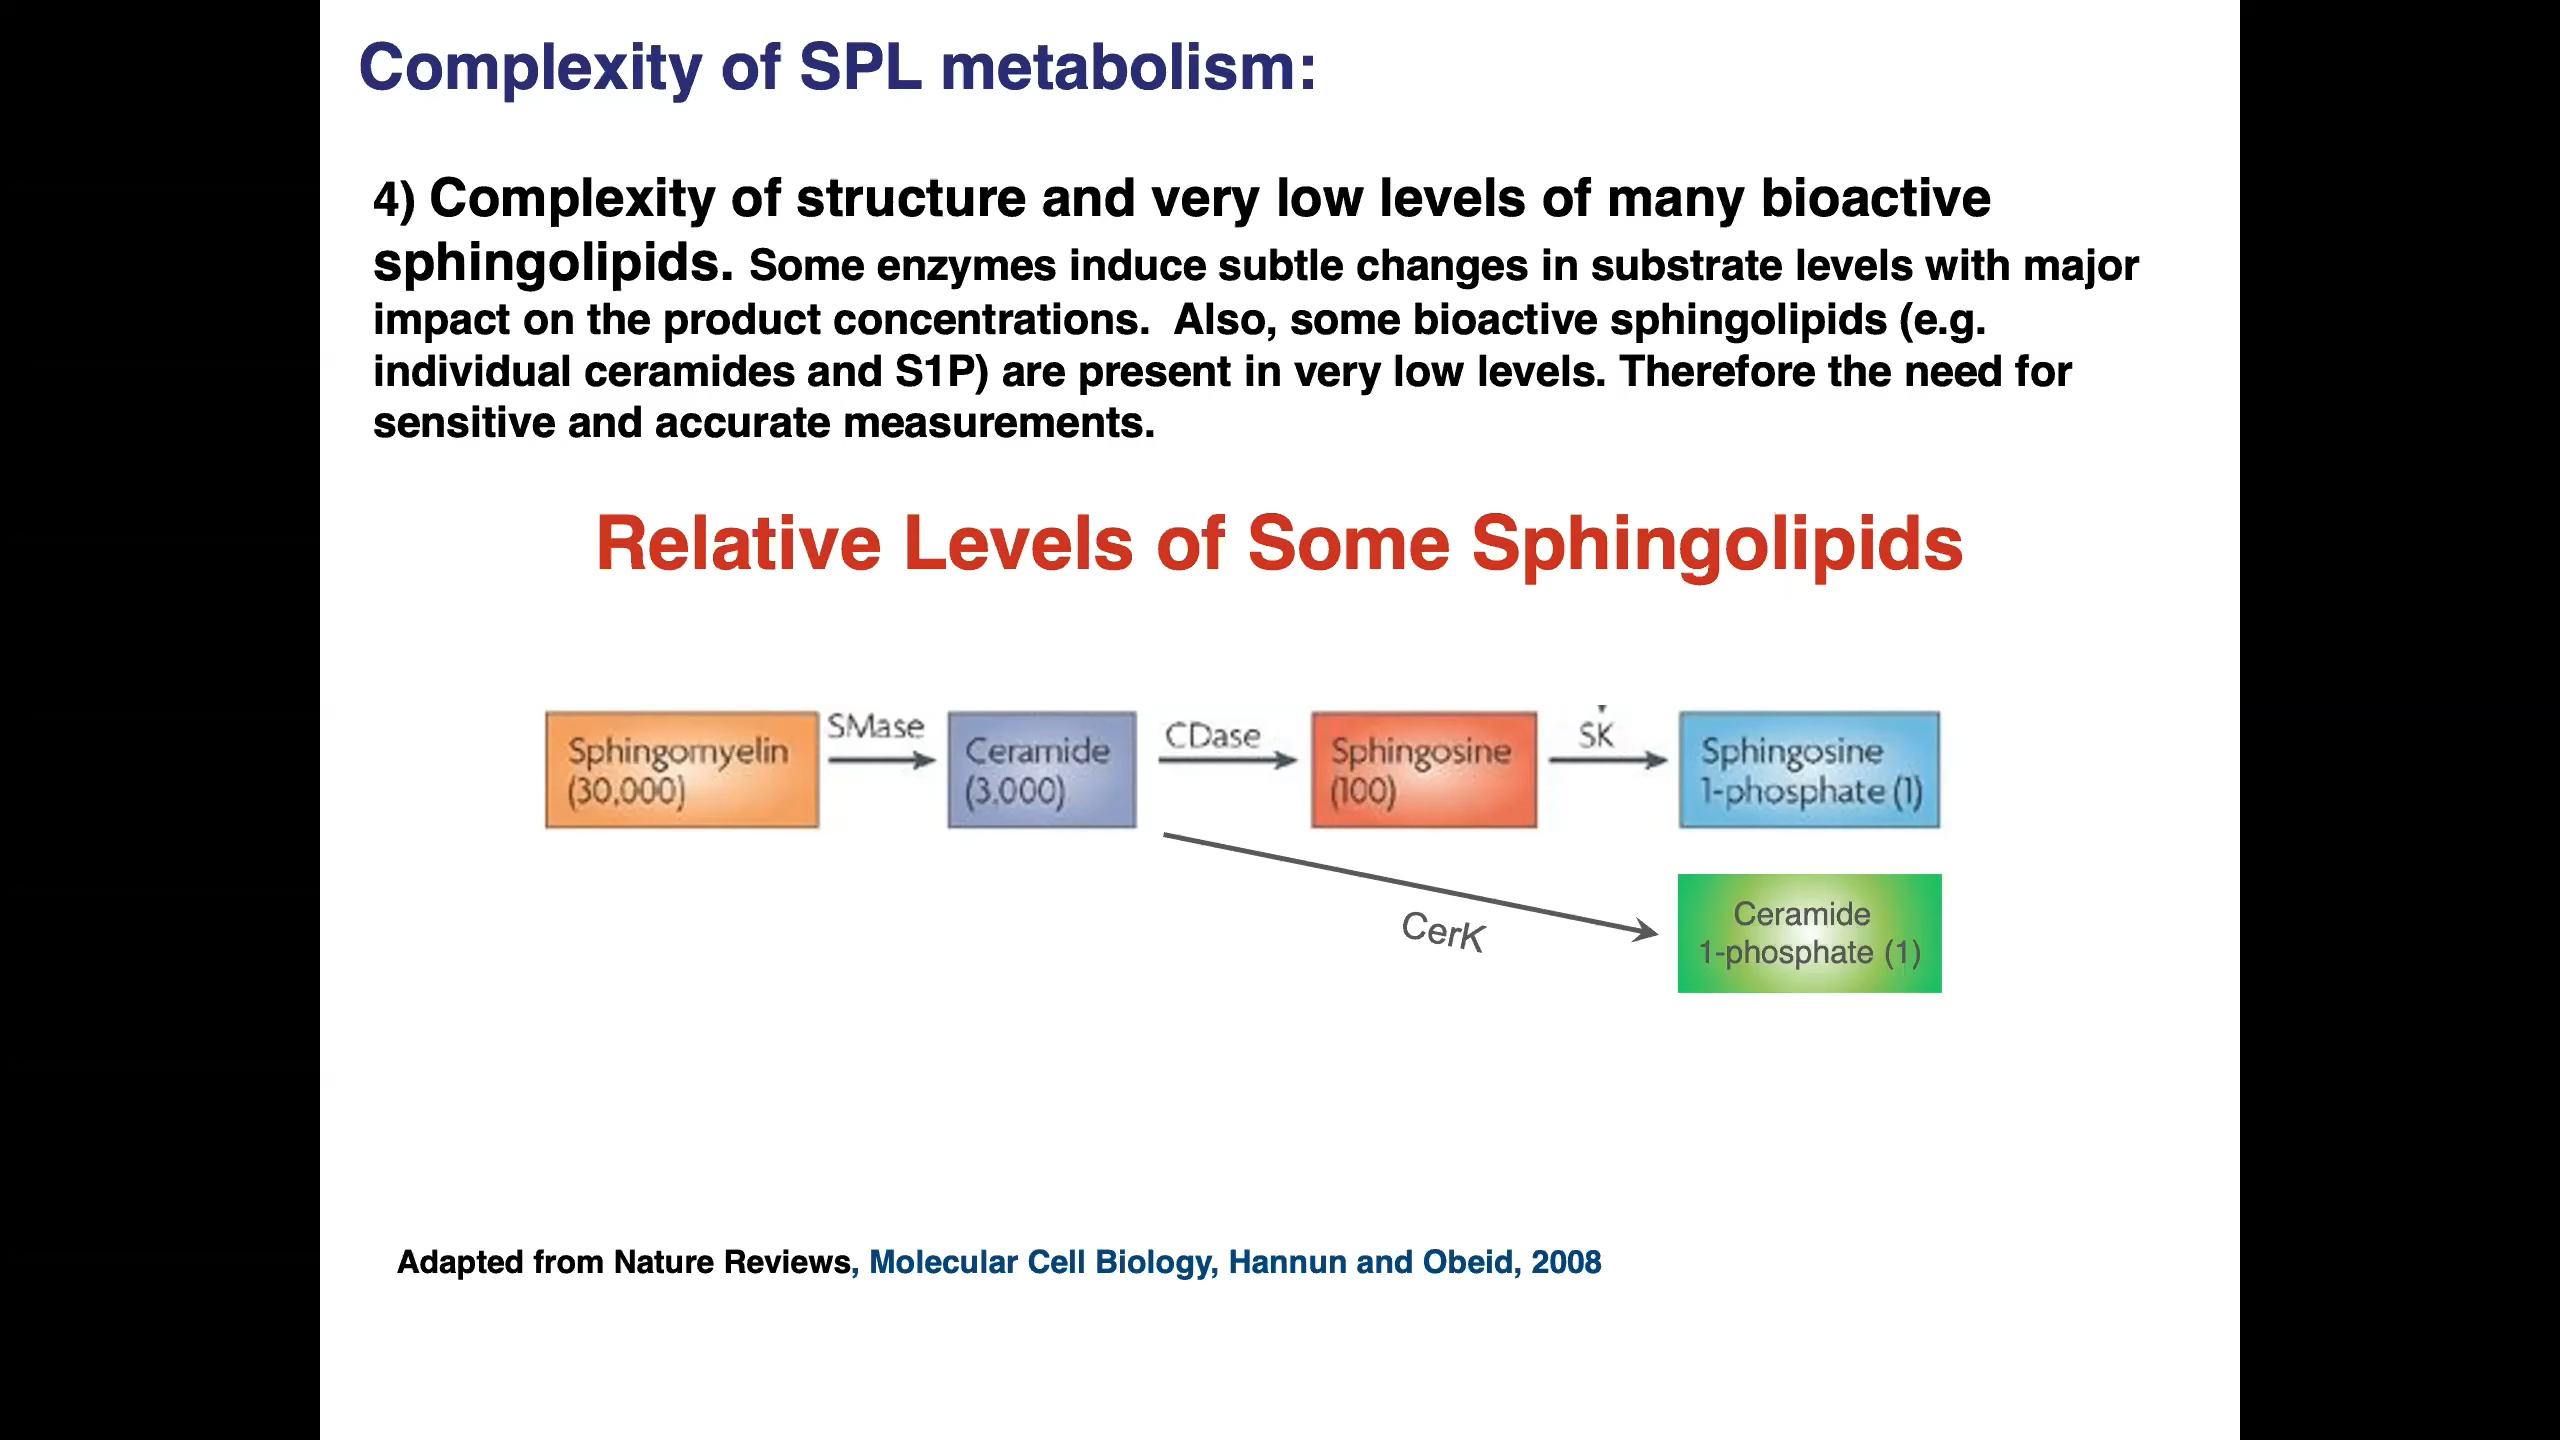 Complexity of SPL metabolism:
4) Complexity of structure and very low levels of many bioactive
sphingolipids. Some enzymes induce subtle changes in substrate levels with major
impact on the product concentrations.  Also, some bioactive sphingolipids (e.g.
individual ceramides and S1P) are present in very low levels. Therefore the need for
sensitive and accurate measurements.
Relative Levels of Some Sphingolipids
Sphingomyelin
(30,000)
SMase
Ceramide
(3,000)
CDase
Sphingosine
(100)
SK
Sphingosine
1-phosphate (1)
CerK
Ceramide
1-phosphate (1)
Adapted from Nature Reviews, Molecular Cell Biology, Hannun and Obeid, 2008